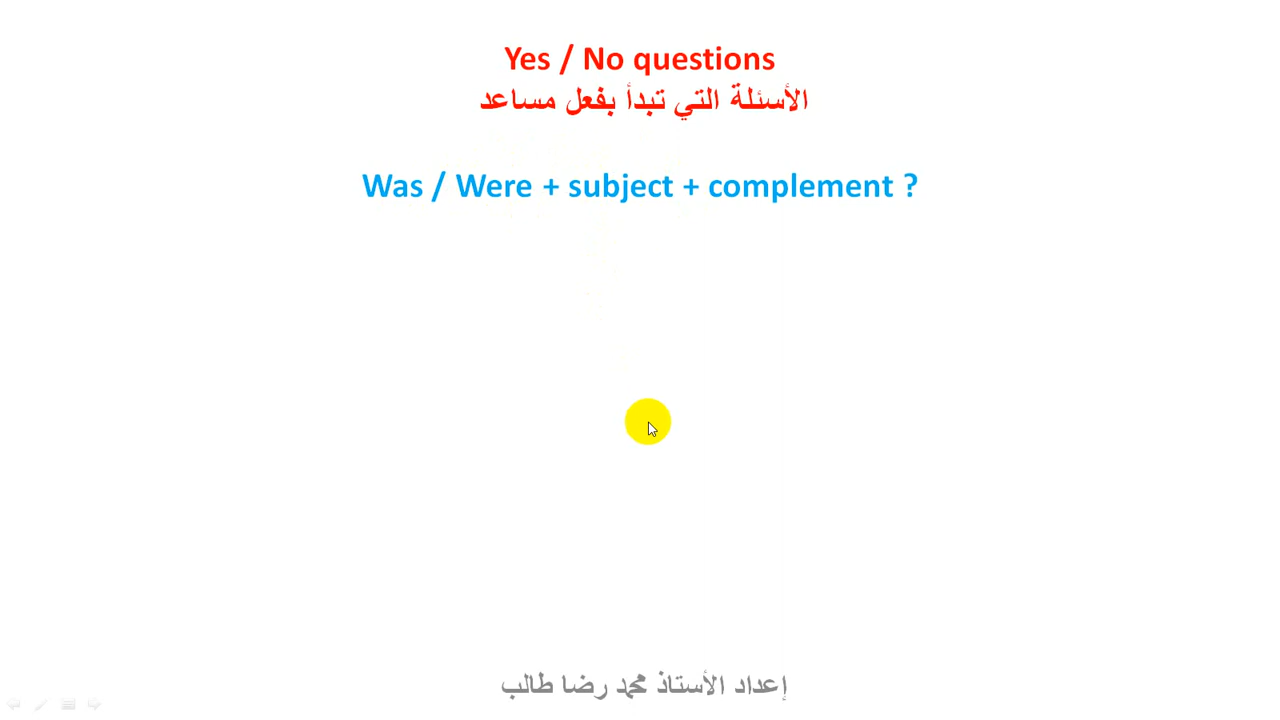 Yes / No questions
الأسئلة التي تبدأ بفعل مساعد
Was / Were + subject + complement ?
إعداد الأستاذ محمد رضا طالب